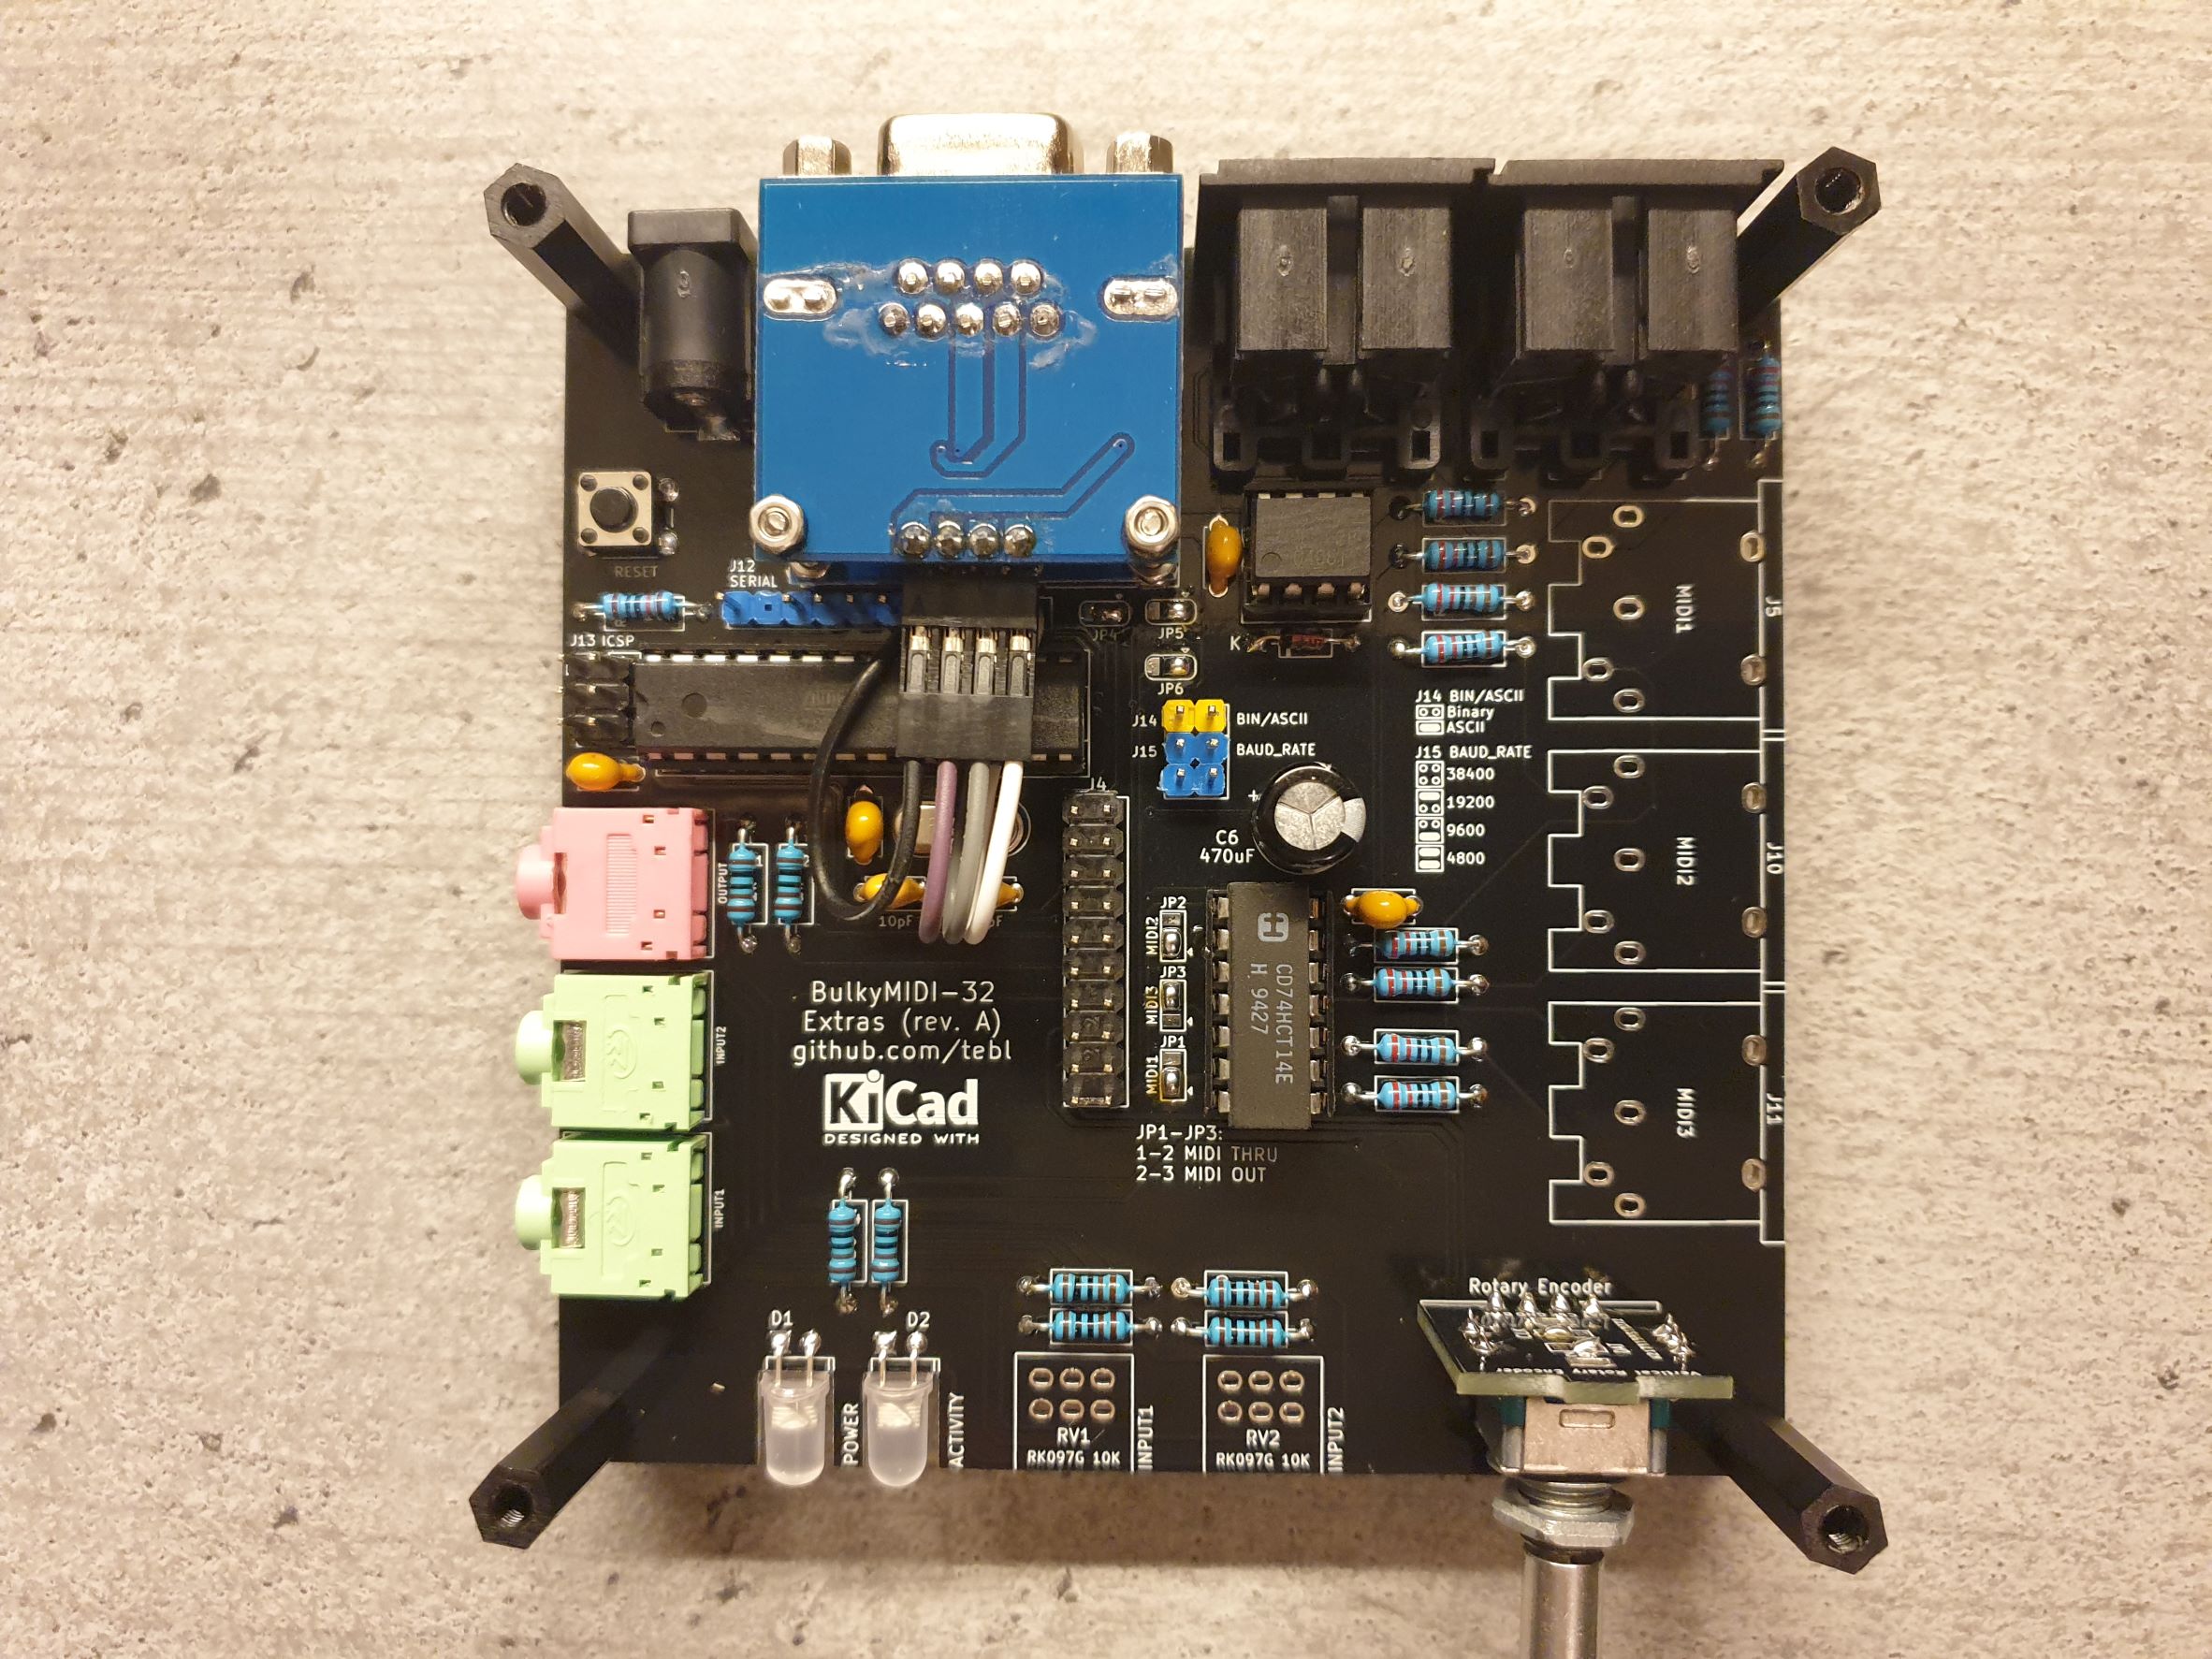 J12
SERIAL
RESET
J13 ICSP
JP4
JP5
JP6
K
J14
BIN/ASCII
J15
BAUD_RATE
J14 BIN/ASCII
Binary
ASCII
J15 BAUD_RATE
38400
19200
9600
4800
MIDI1
J5
MIDI2
J10
MIDI3
J11
J4
+
C6
470uF
OUTPUT
INPUT2
INPUT1
10pF
JP2
MIDI2
JP3
MIDI3
JP1
MIDI1
CD74HCT14E
H 9427
BulkyMIDI-32
Extras (rev. A)
github.com/tebl
KiCad
DESIGNED WITH
JP1-JP3:
1-2 MIDI THRU
2-3 MIDI OUT
D1
D2
POWER
ACTIVITY
RV1
RK097G 10K
INPUT1
RV2
RK097G 10K
INPUT2
Rotary Encoder
Vertical Rotary Encoder